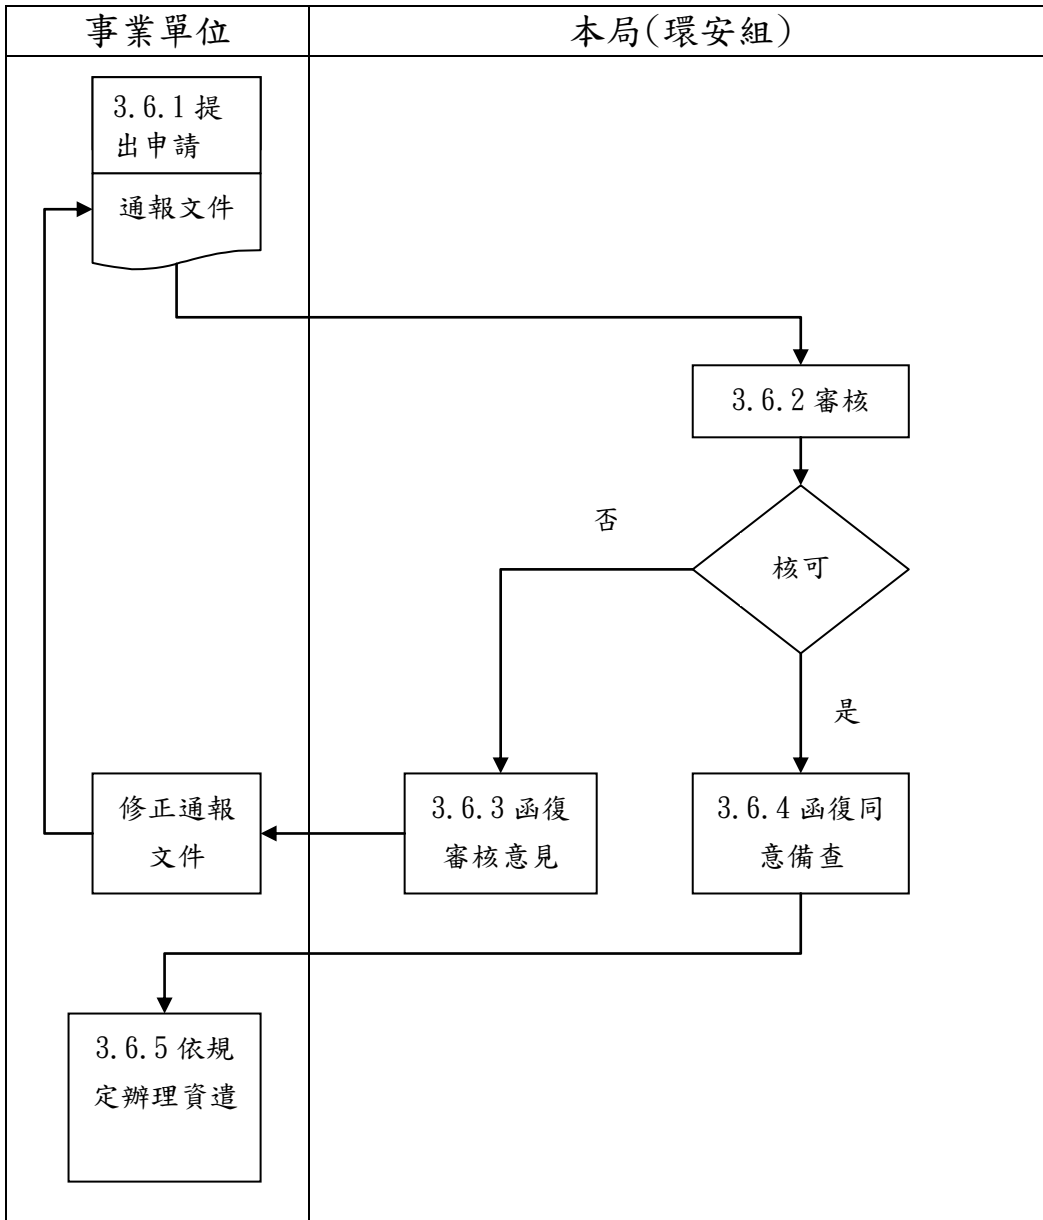 事業單位
本局(環安組)
3.6.1提
出申請
通報文件
3.6.2審核
否
核可
是
修正通報
文件
3.6.3函復
審核意見
3.6.4函復同
意備查
3.6.5依規
定辦理資遣